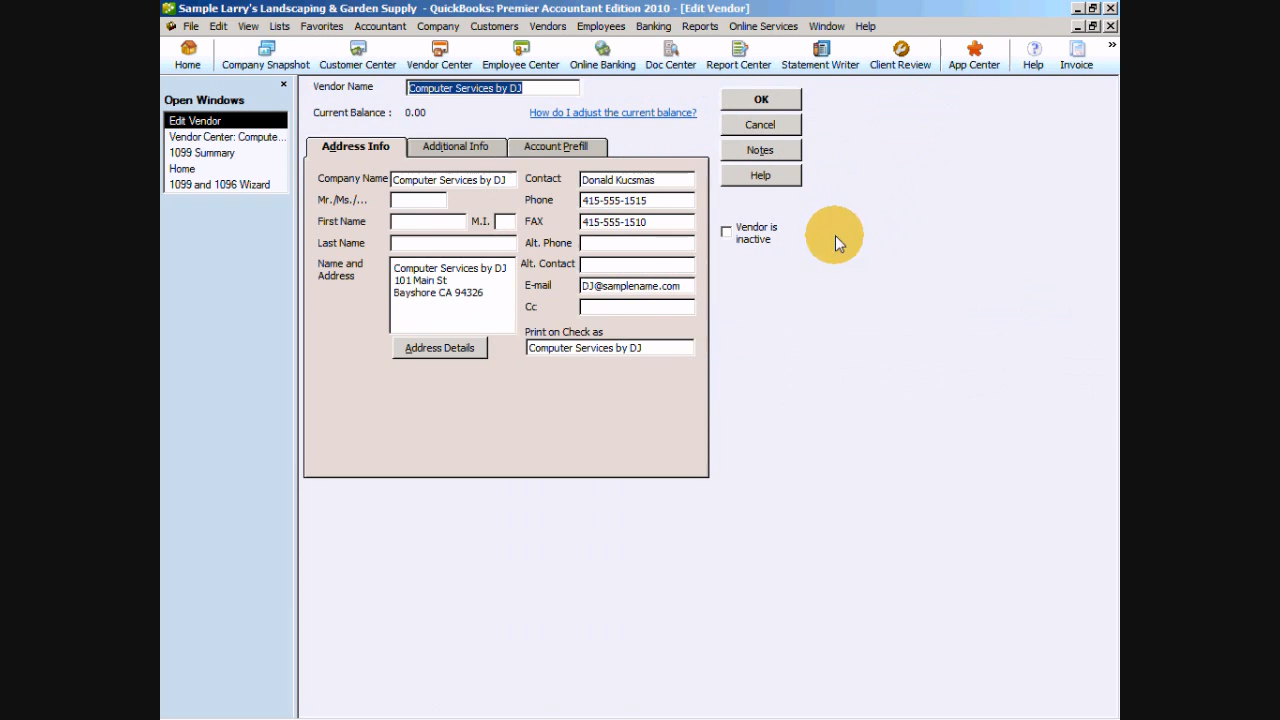 Sample Larry's Landscaping & Garden Supply - QuickBooks: Premier Accountant Edition 2010 - [Edit Vendor]
File Edit View Lists Favorites Accountant Company Customers Vendors Employees Banking Reports Online Services Window Help
Home Company Snapshot Customer Center Vendor Center Employee Center Online Banking Doc Center Report Center Statement Writer Client Review App Center Help Invoice
Open Windows
Edit Vendor
Vendor Center: Compute...
1099 Summary
Home
1099 and 1096 Wizard
Vendor Name Computer Services by DJ
Current Balance : 0.00 How do I adjust the current balance?
Address Info Additional Info Account Prefill
Company Name Computer Services by DJ Contact Donald Kucsmas
Mr./Ms./... Phone 415-555-1515
First Name M.I. FAX 415-555-1510
Last Name Alt. Phone
Name and Address
Computer Services by DJ
101 Main St
Bayshore CA 94326
Alt. Contact
E-mail DJ@samplename.com
Cc
Print on Check as
Address Details Computer Services by DJ
OK
Cancel
Notes
Help
Vendor is
inactive